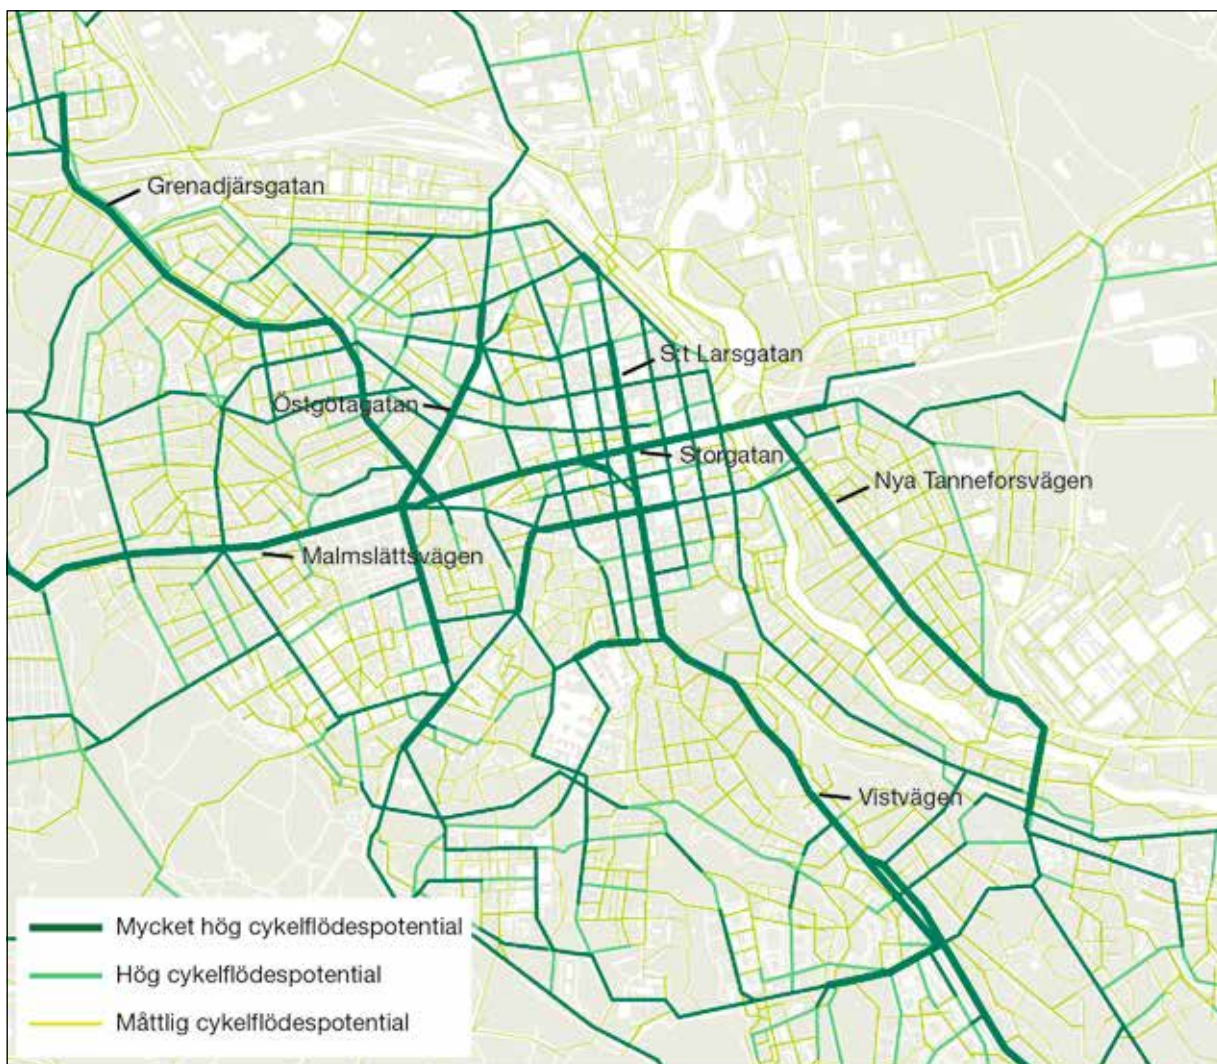 Grenadjärsgatan
S:t Larsgatan
Östgötagatan
Storgatan
Nya Tanneforsvägen
Malmslättsvägen
Vistvägen
Mycket hög cykelflödespotential
Hög cykelflödespotential
Måttlig cykelflödespotential